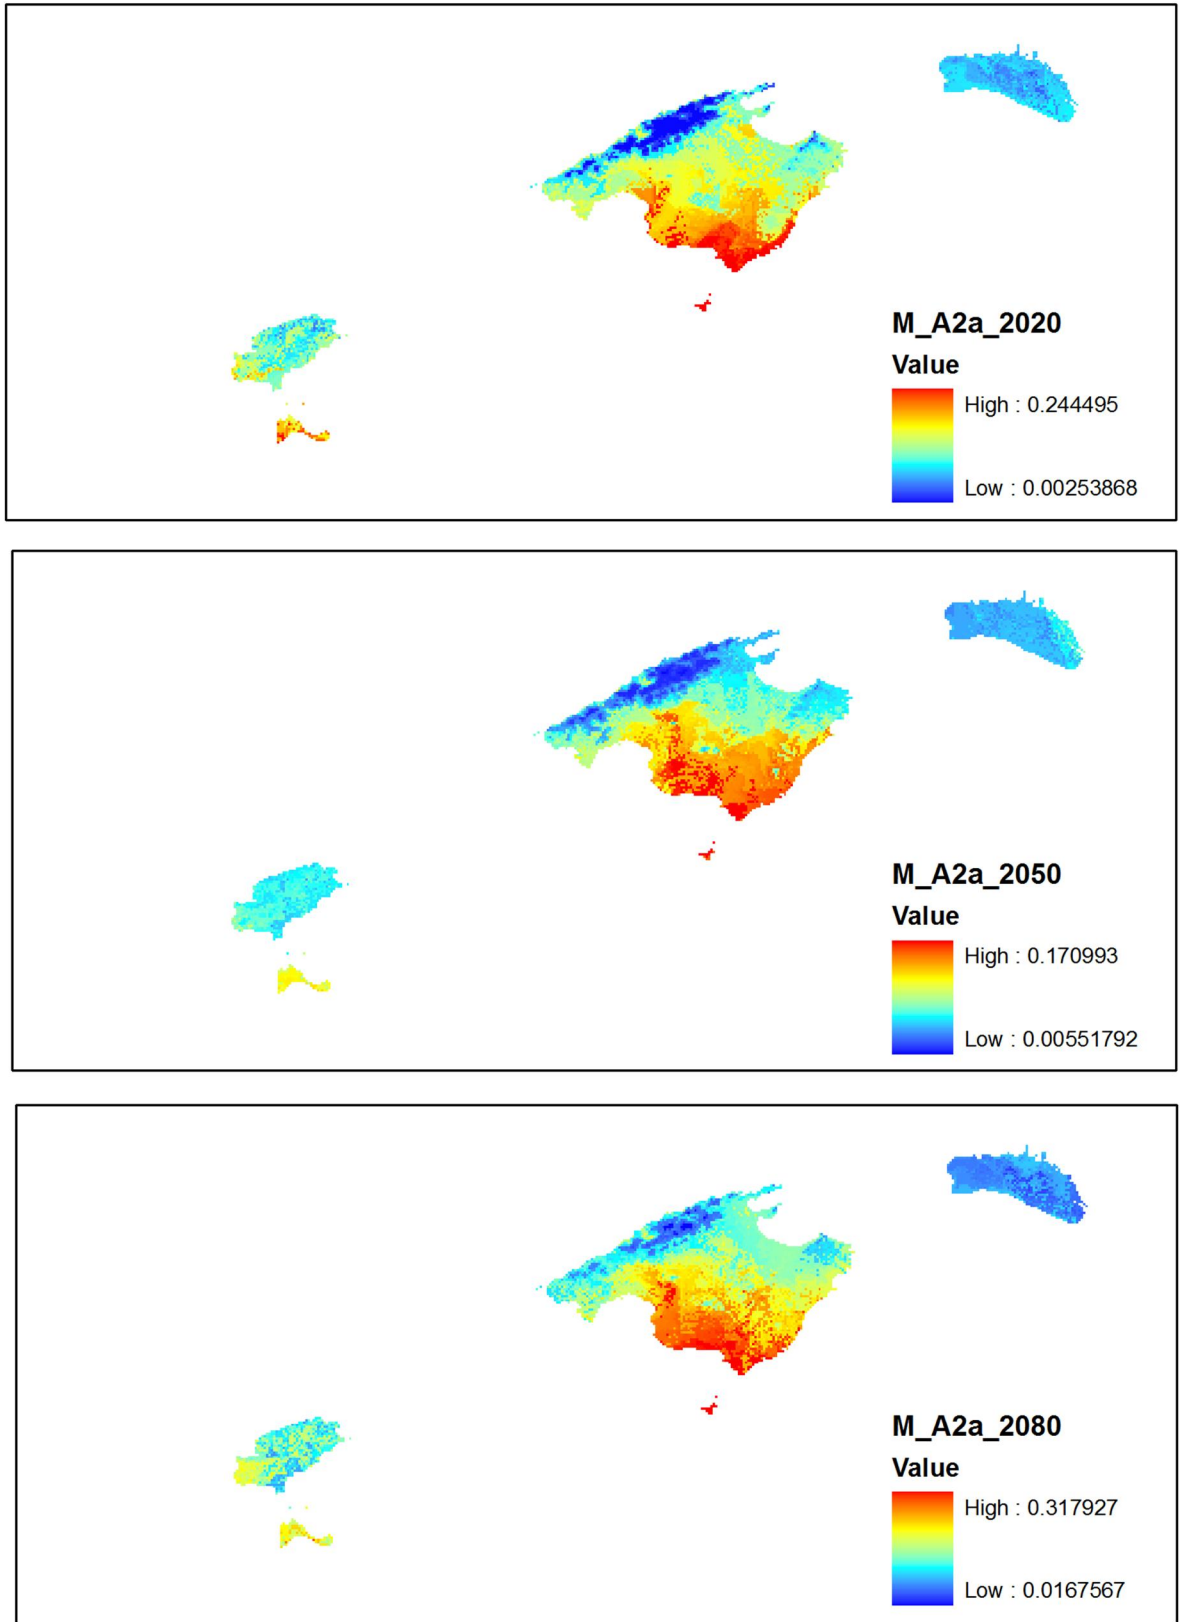 M_A2a_2020
Value
High : 0.244495
Low : 0.00253868
M_A2a_2050
Value
High : 0.170993
Low : 0.00551792
M_A2a_2080
Value
High : 0.317927
Low : 0.0167567